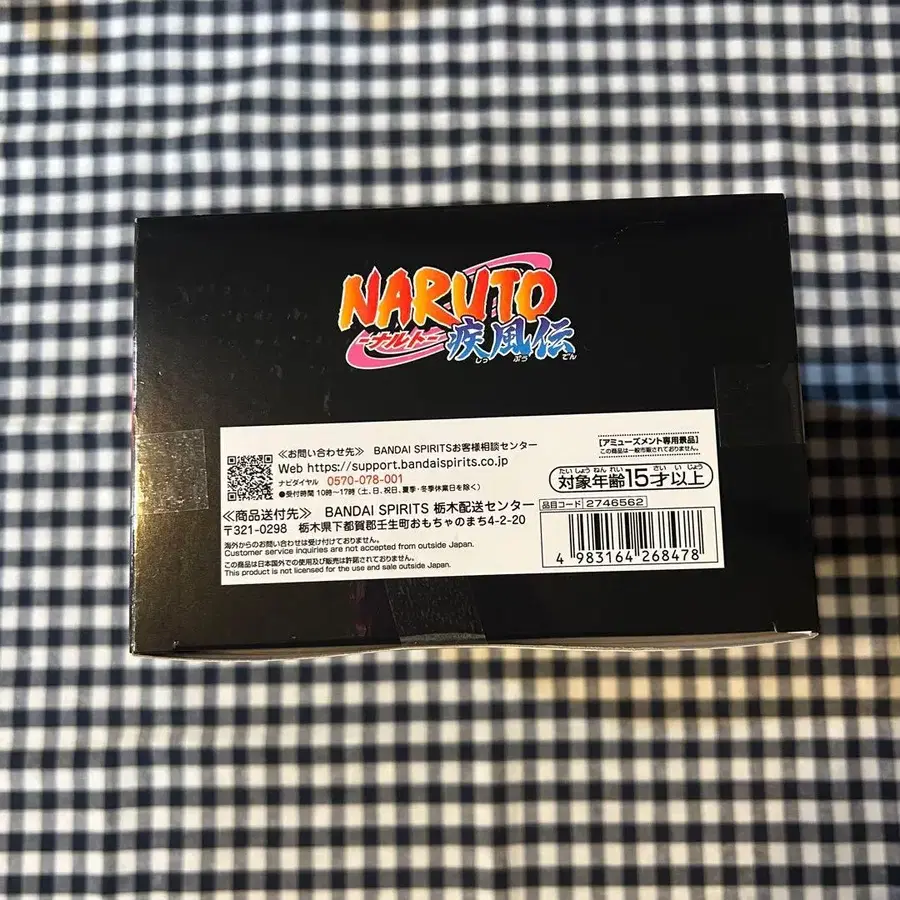 NARUTO
=ナルト=
疾風伝
しっ ぷう でん
≪お問い合わせ先≫ BANDAI SPIRITSお客様相談センター
Web https://support.bandaispirits.co.jp
ナビダイヤル 0570-078-001
●受付時間 10時〜17時 (土、日、祝日、夏季・冬季休業日を除く)
≪商品送付先≫ BANDAI SPIRITS 栃木配送センター
〒321-0298 栃木県下都賀郡壬生町おもちゃのまち4-2-20
海外からのお問い合わせは受け付けておりません。
Customer service inquiries are not accepted from outside Japan.
この商品は日本国外での使用及び販売は許諾されておりません。
This product is not licensed for the use and sale outside Japan.
【アミューズメント専用景品】
この商品は一般市販されておりません。
たいしょうねんれい さい いじょう
対象年齢15才以上
品目コード 2746562
4 983164 268478